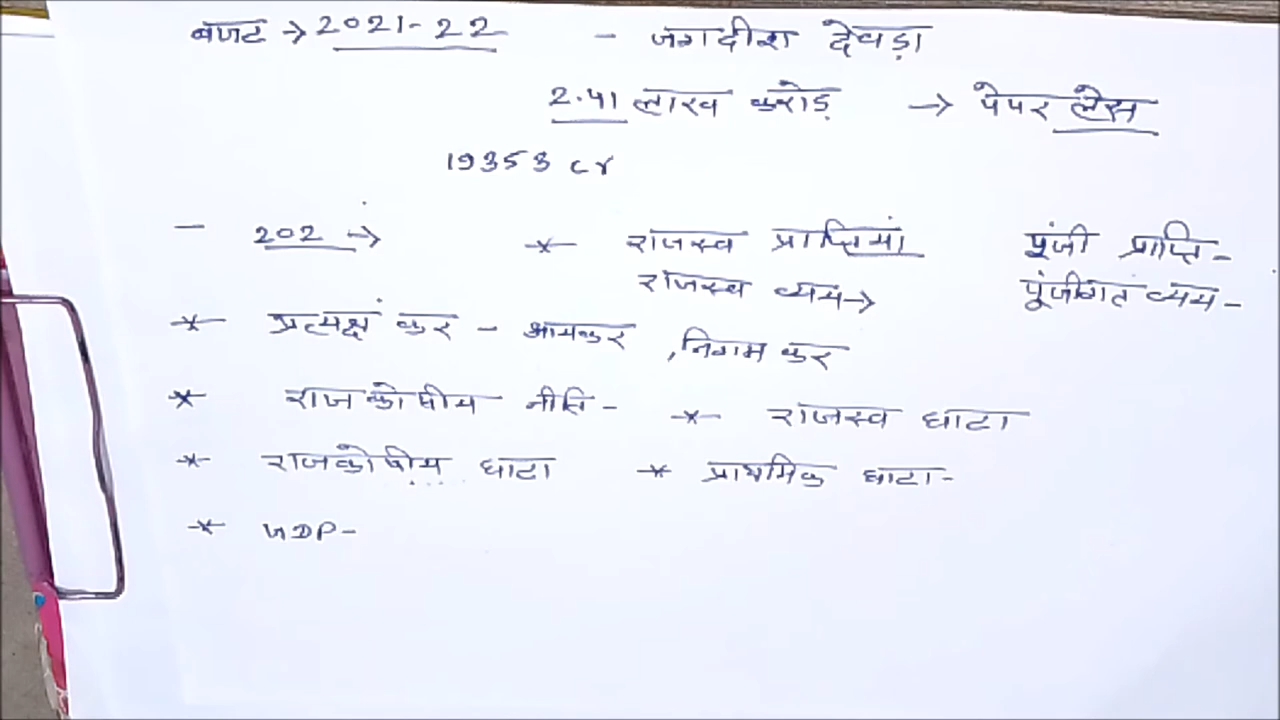 बजट → 2021-22 - जगदीश देवड़ा
2.41 लाख करोड़ → पेपर लेस
19353 cr
- 202 → * राजस्व प्राप्तियां पूंजी प्राप्ति -
राजस्व व्यय → पूंजीगत व्यय -
* प्रत्यक्ष कर - आयकर , निगम कर
* राजकोषीय नीति - * राजस्व घाटा
* राजकोषीय घाटा * प्राथमिक घाटा -
* GDP -